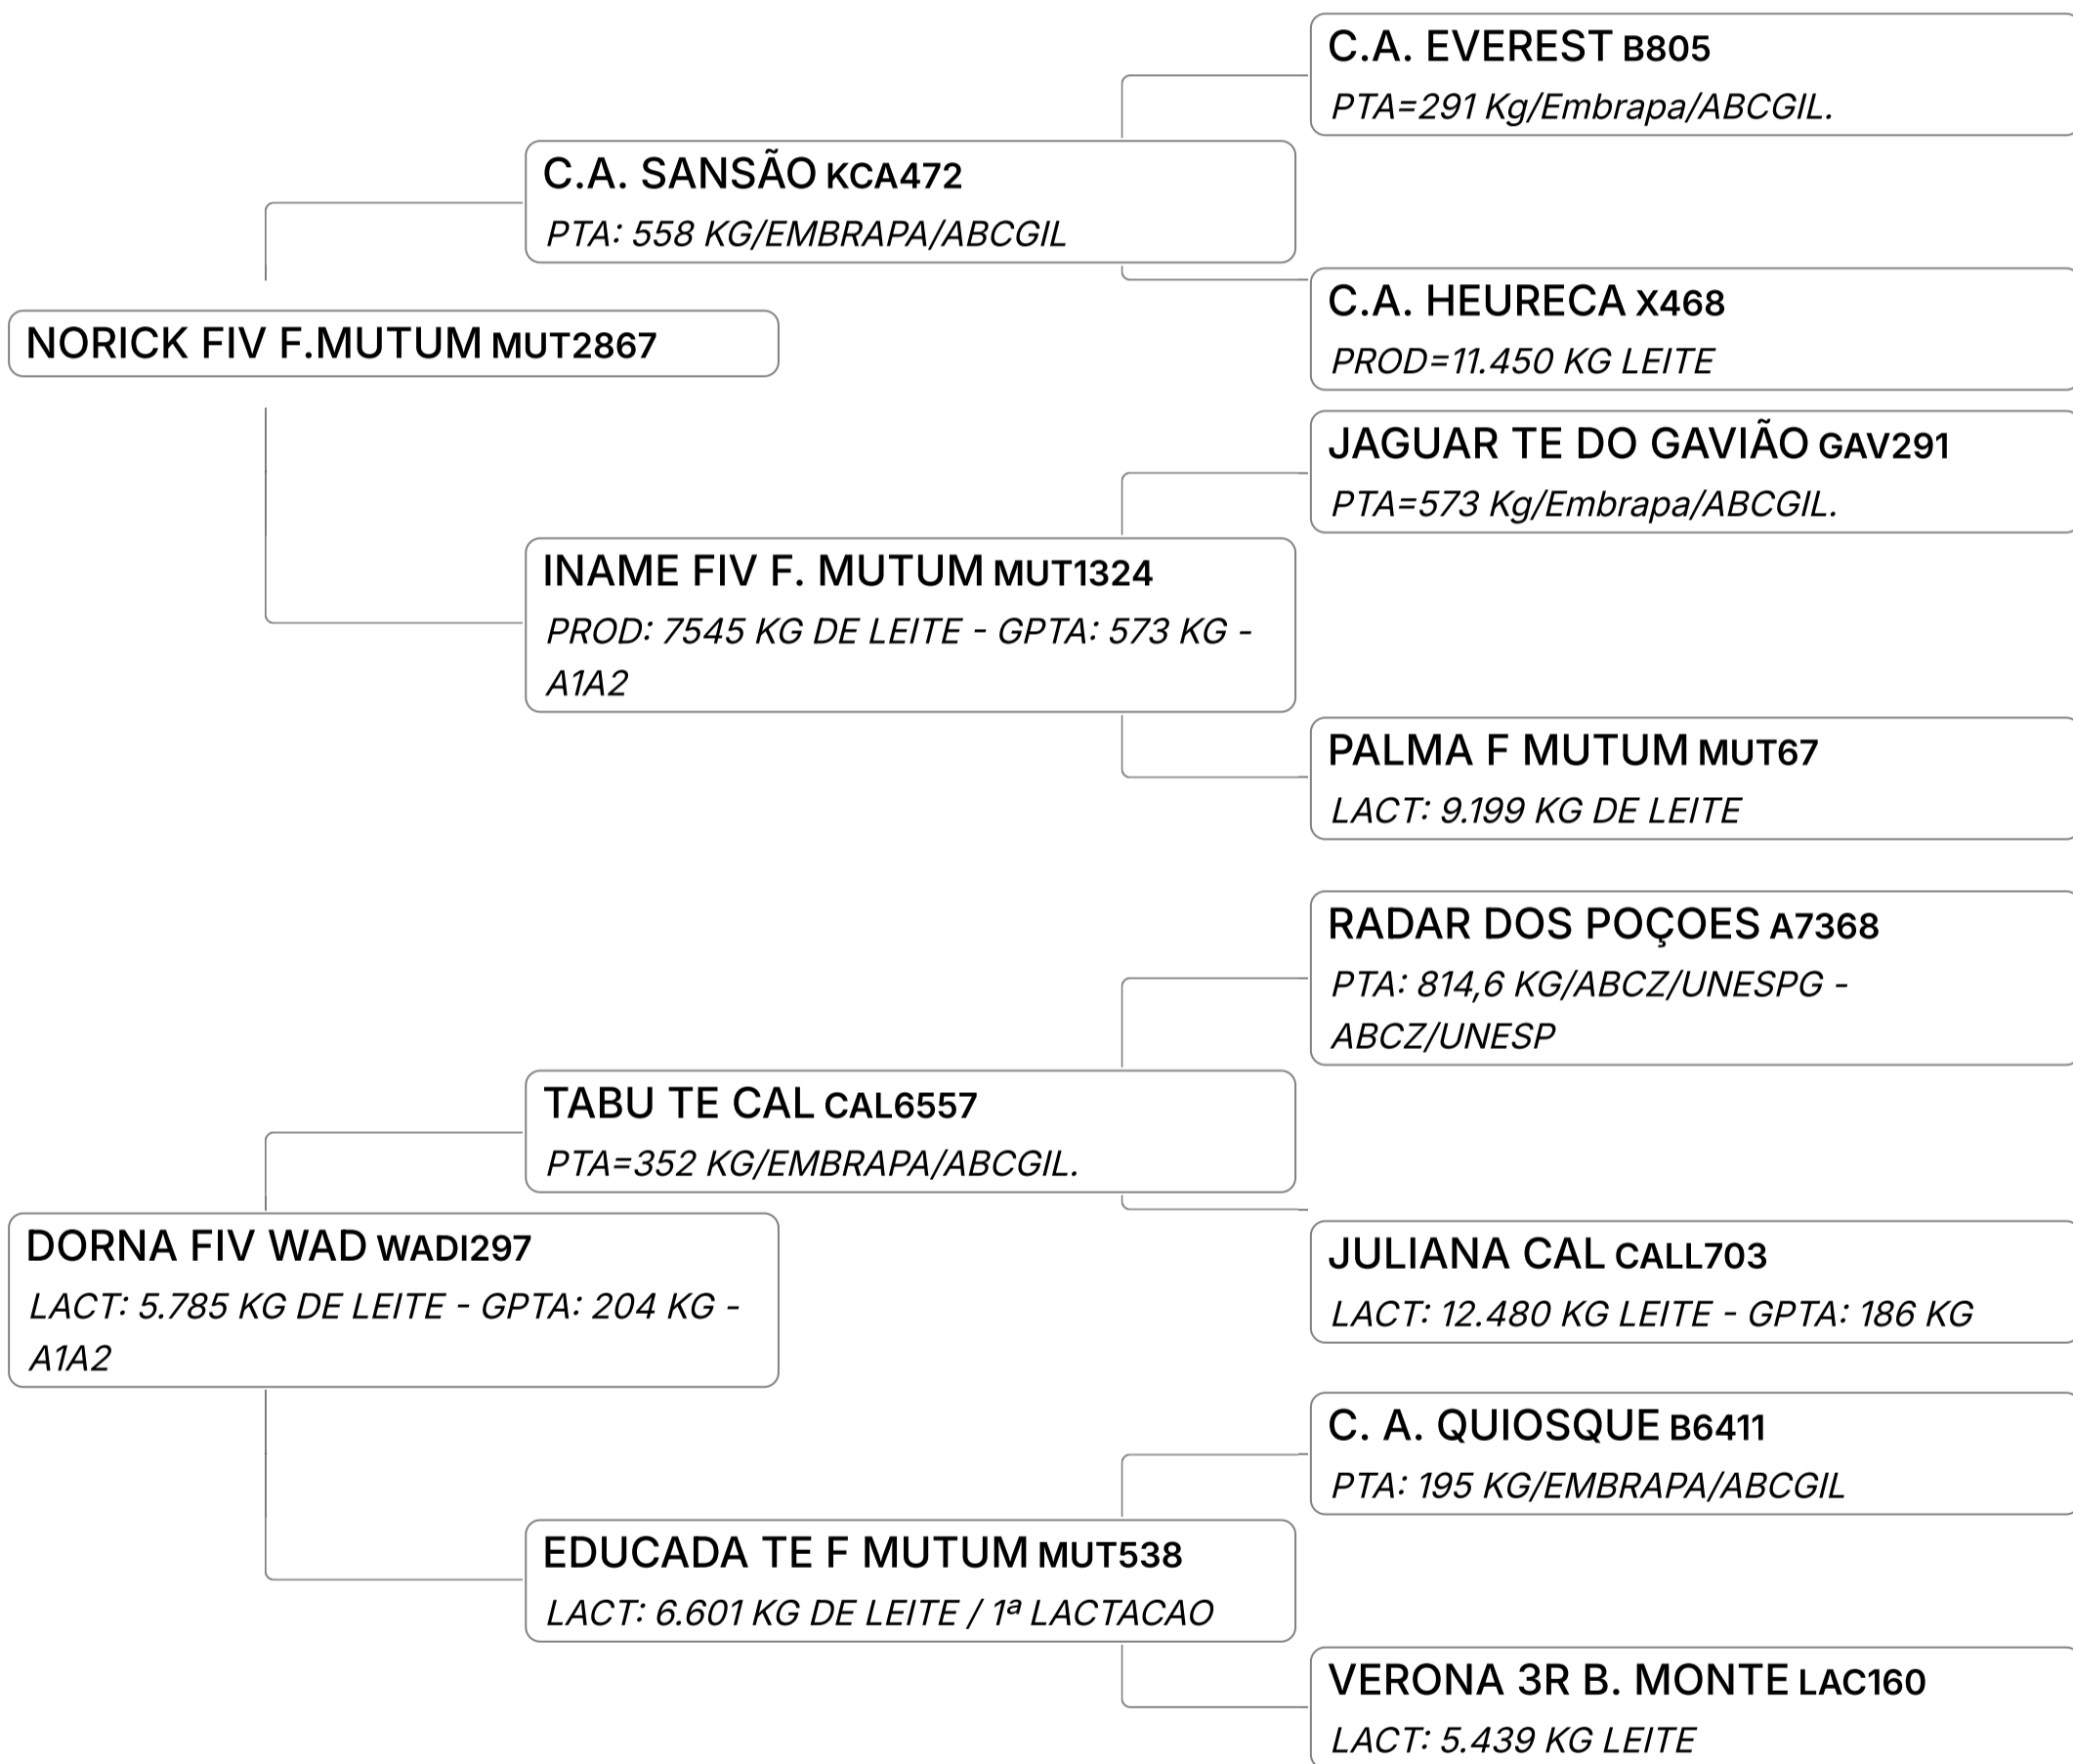 C.A. EVEREST B805
PTA=291 Kg/Embrapa/ABCGIL.
C.A. SANSÃO KCA472
PTA: 558 KG/EMBRAPA/ABCGIL
C.A. HEURECA X468
PROD=11.450 KG LEITE
NORICK FIV F.MUTUM MUT2867
JAGUAR TE DO GAVIÃO GAV291
PTA=573 Kg/Embrapa/ABCGIL.
INAME FIV F. MUTUM MUT1324
PROD: 7545 KG DE LEITE - GPTA: 573 KG -
A1A2
PALMA F MUTUM MUT67
LACT: 9.199 KG DE LEITE
RADAR DOS POÇOES A7368
PTA: 814,6 KG/ABCZ/UNESPG -
ABCZ/UNESP
TABU TE CAL CAL6557
PTA=352 KG/EMBRAPA/ABCGIL.
DORNA FIV WAD WADI297
LACT: 5.785 KG DE LEITE - GPTA: 204 KG -
A1A2
JULIANA CAL CALL703
LACT: 12.480 KG LEITE - GPTA: 186 KG
C. A. QUIOSQUE B6411
PTA: 195 KG/EMBRAPA/ABCGIL
EDUCADA TE F MUTUM MUT538
LACT: 6.601 KG DE LEITE / 1ª LACTACAO
VERONA 3R B. MONTE LAC160
LACT: 5.439 KG LEITE